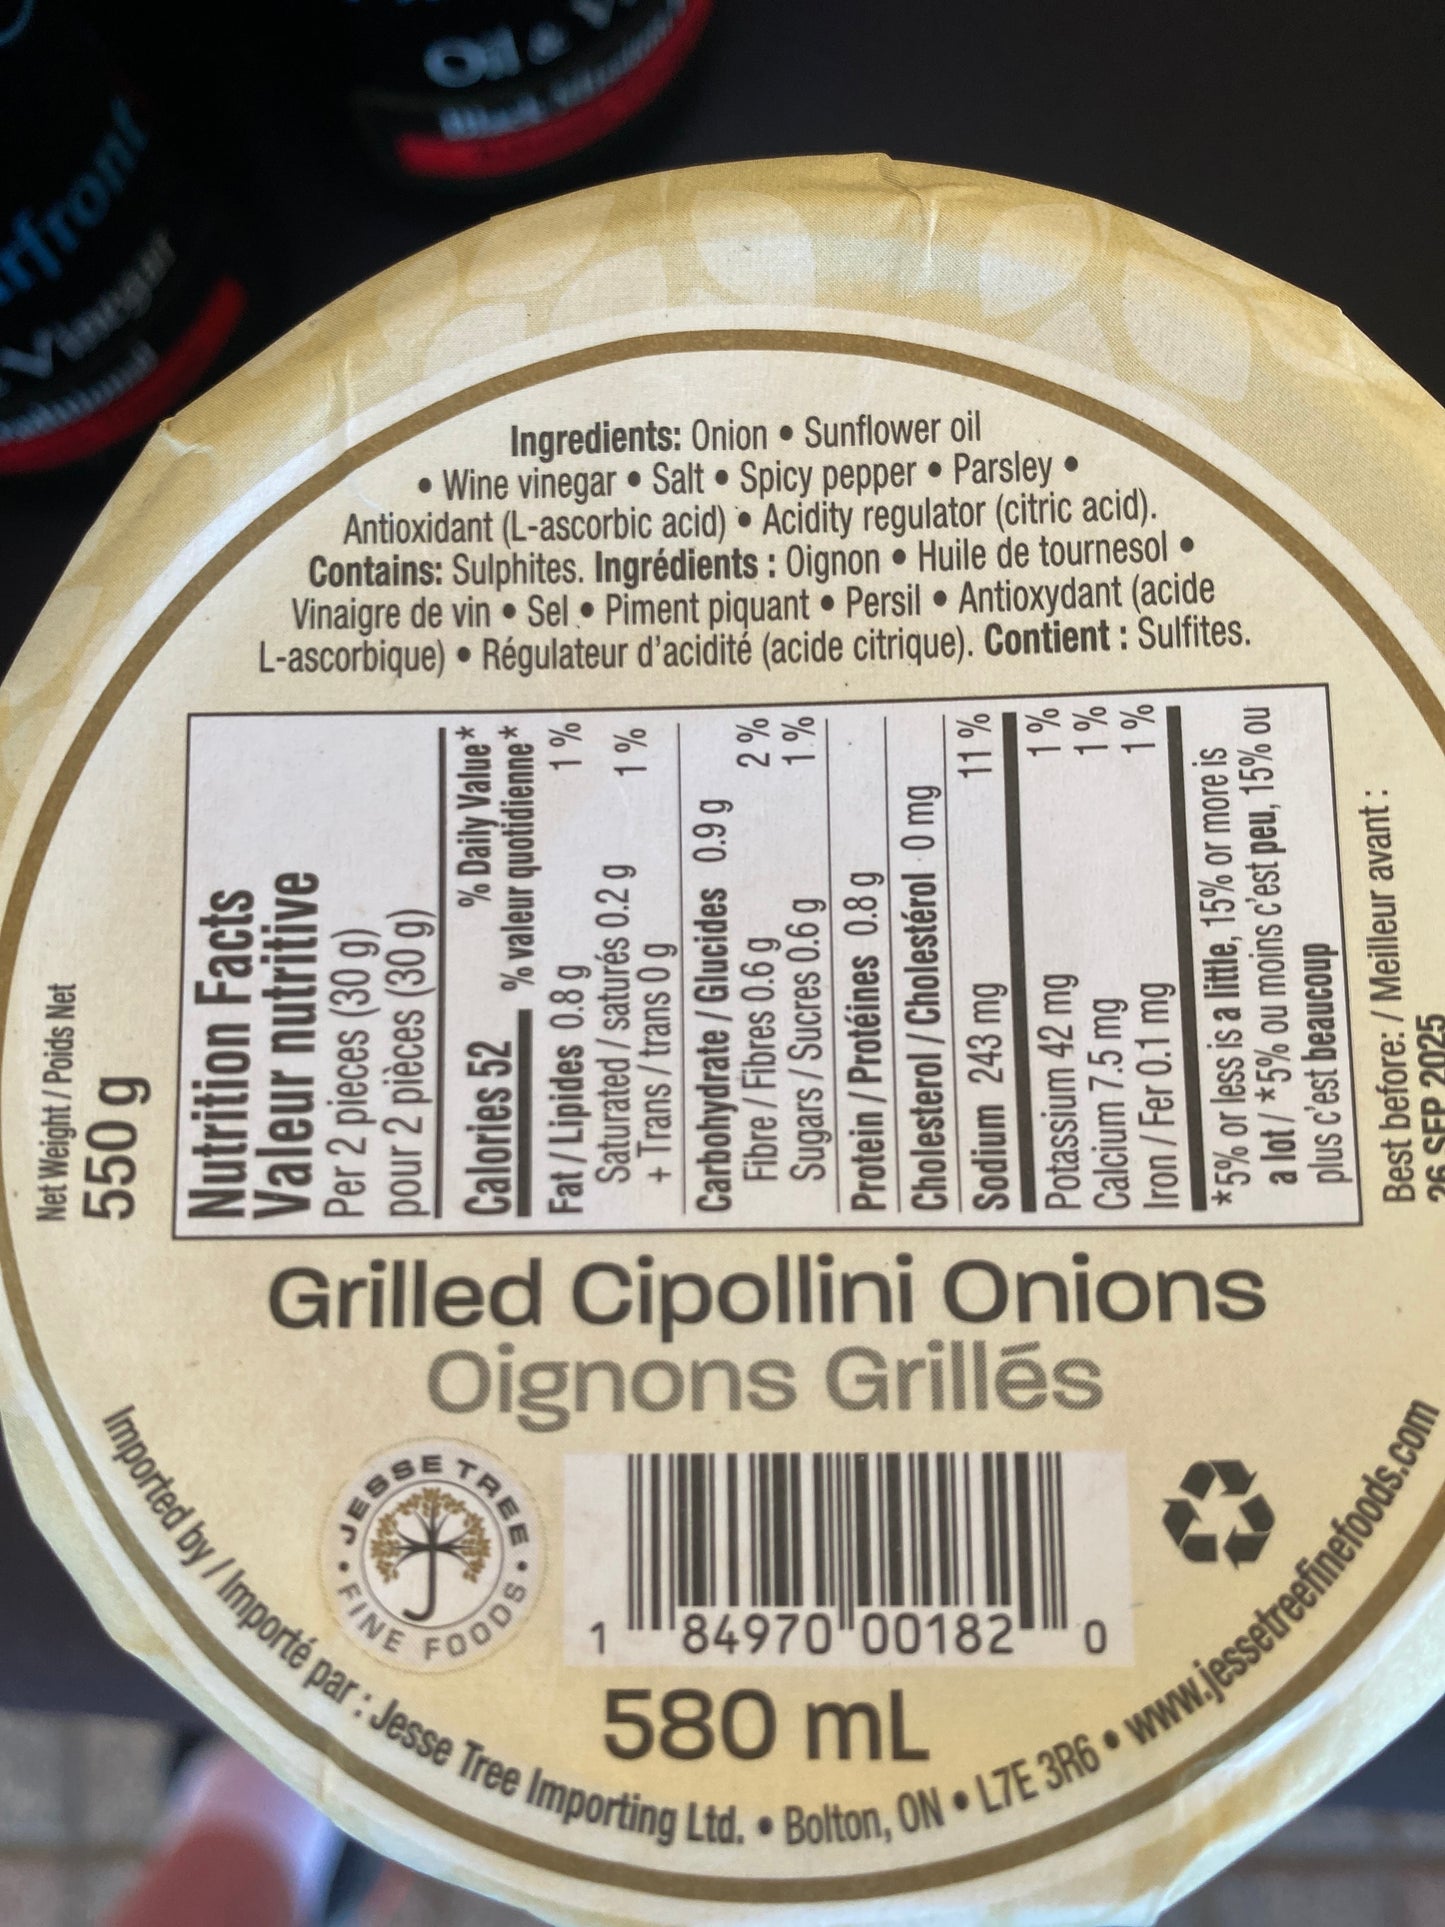 Oil &
Ingredients: Onion • Sunflower oil
• Wine vinegar • Salt • Spicy pepper • Parsley •
Antioxidant (L-ascorbic acid) • Acidity regulator (citric acid).
Contains: Sulphites. Ingrédients : Oignon • Huile de tournesol •
Vinaigre de vin • Sel • Piment piquant • Persil • Antioxydant (acide
L-ascorbique) • Régulateur d'acidité (acide citrique). Contient : Sulfites.
Net Weight / Poids Net
550 g
Nutrition Facts
Valeur nutritive
Per 2 pieces (30 g)
pour 2 pièces (30 g)
Calories 52 % Daily Value*
% valeur quotidienne*
Fat / Lipides 0.8 g 1 %
Saturated / saturés 0.2 g 1 %
+ Trans / trans 0 g
Carbohydrate / Glucides 0.9 g
Fibre / Fibres 0.6 g 2 %
Sugars / Sucres 0.6 g 1 %
Protein / Protéines 0.8 g
Cholesterol / Cholestérol 0 mg
Sodium 243 mg 11 %
Potassium 42 mg 1 %
Calcium 7.5 mg 1 %
Iron / Fer 0.1 mg 1 %
*5% or less is a little, 15% or more is
a lot / *5% ou moins c'est peu, 15% ou
plus c'est beaucoup
Best before: / Meilleur avant :
26 SEP 2025
Grilled Cipollini Onions
Oignons Grillés
• JESSE TREE •
FINE FOODS
1 84970 00182 0
580 mL
Imported by / Importé par : Jesse Tree Importing Ltd. • Bolton, ON • L7E 3R6 • www.jessetreefinefoods.com